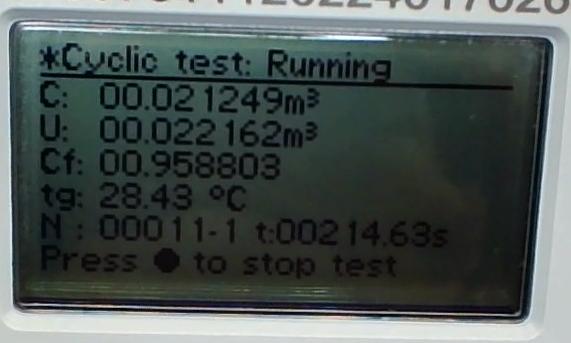 *Cyclic test: Running
C: 00.021249m³
U: 00.022162m³
Cf: 00.958803
tg: 28.43 °C
N : 00011-1 t:00214.63s
Press ● to stop test